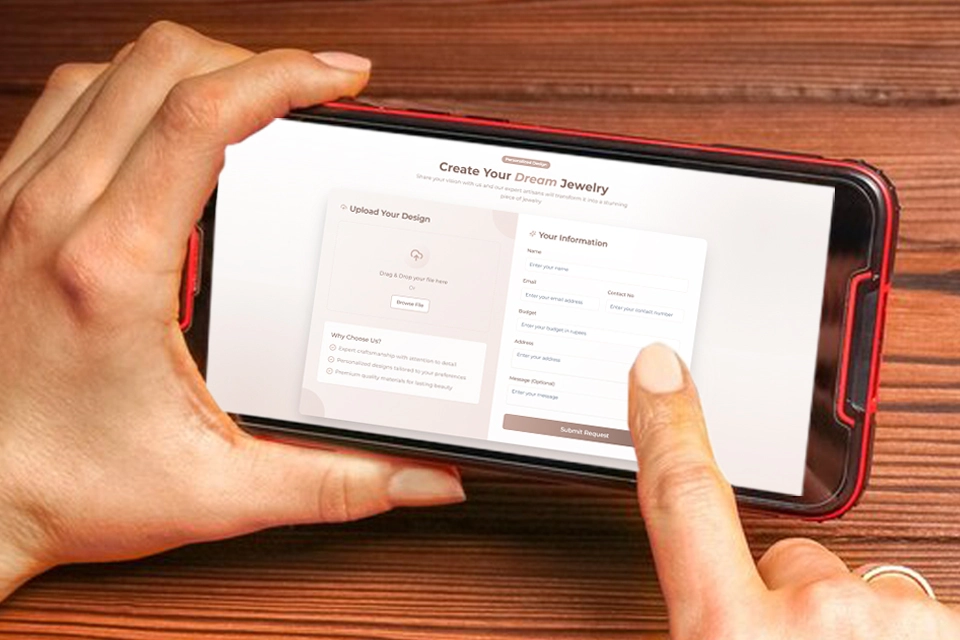 Personalized Design
Create Your Dream Jewelry
Share your vision with us and our expert artisans will transform it into a stunning
piece of jewelry
Upload Your Design
Drag & Drop your file here
Or
Browse File
Why Choose Us?
Expert craftsmanship with attention to detail
Personalized designs tailored to your preferences
Premium quality materials for lasting beauty
Your Information
Name
Enter your name
Email
Enter your email address
Contact No
Enter your contact number
Budget
Enter your budget in rupees
Address
Enter your address
Message (Optional)
Enter your message
Submit Request